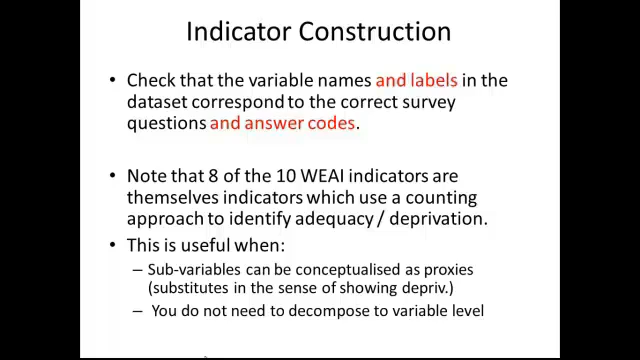 Indicator Construction
• Check that the variable names and labels in the
dataset correspond to the correct survey
questions and answer codes.
• Note that 8 of the 10 WEAI indicators are
themselves indicators which use a counting
approach to identify adequacy / deprivation.
• This is useful when:
– Sub-variables can be conceptualised as proxies
(substitutes in the sense of showing depriv.)
– You do not need to decompose to variable level